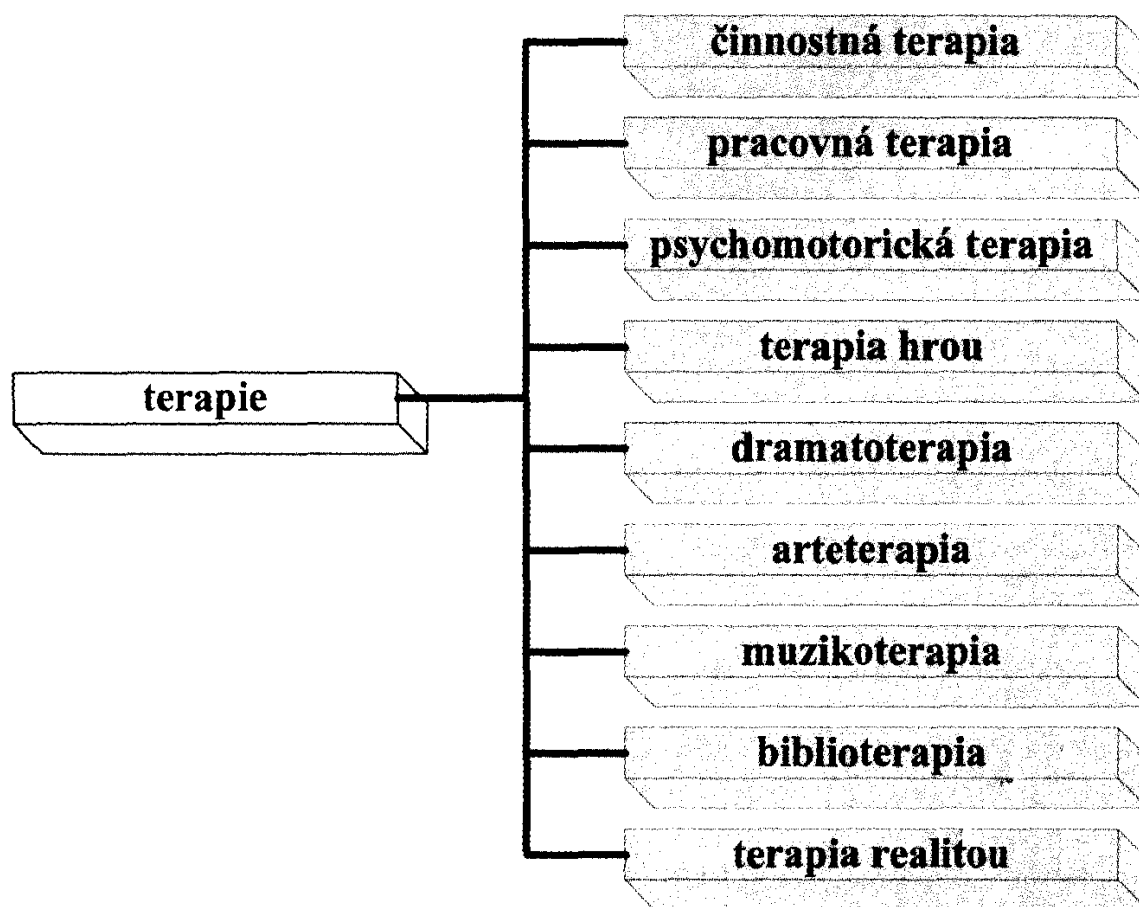 činnostná terapia
pracovná terapia
psychomotorická terapia
terapia hrou
terapie
dramatoterapia
arteterapia
muzikoterapia
biblioterapia
terapia realitou